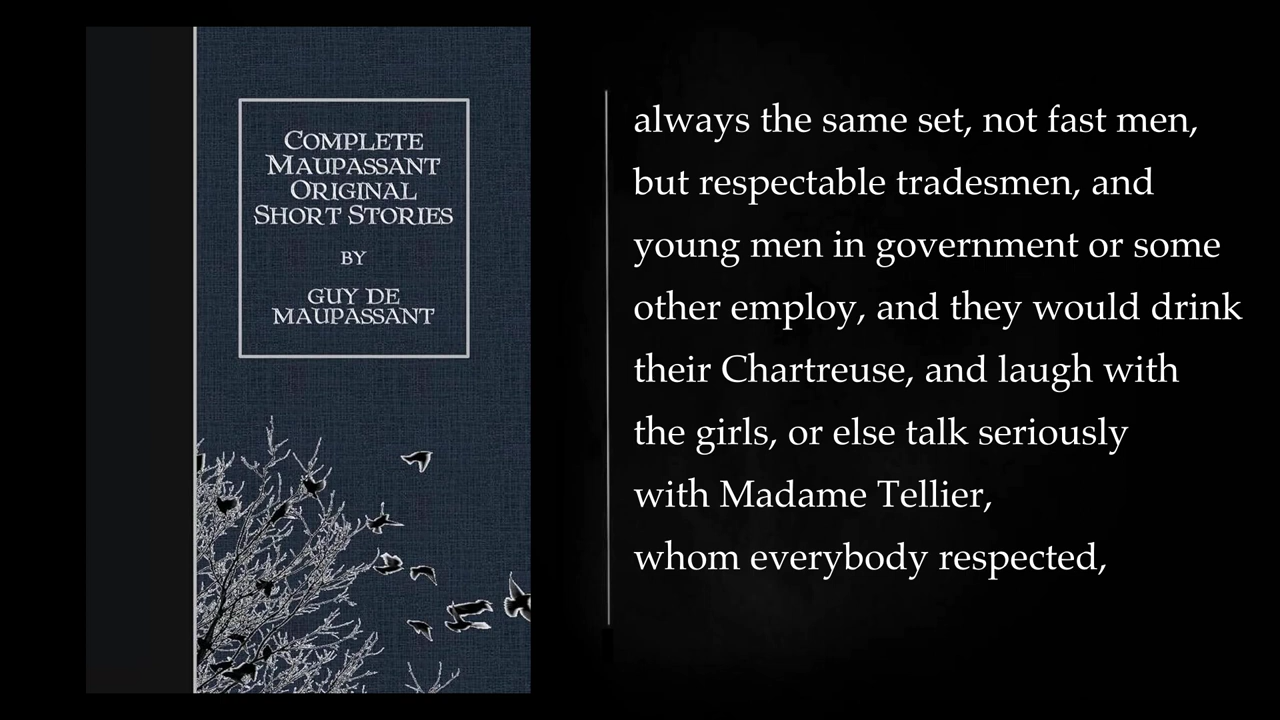 COMPLETE
MAUPASSANT
ORIGINAL
SHORT STORIES
BY
GUY DE
MAUPASSANT
always the same set, not fast men,
but respectable tradesmen, and
young men in government or some
other employ, and they would drink
their Chartreuse, and laugh with
the girls, or else talk seriously
with Madame Tellier,
whom everybody respected,